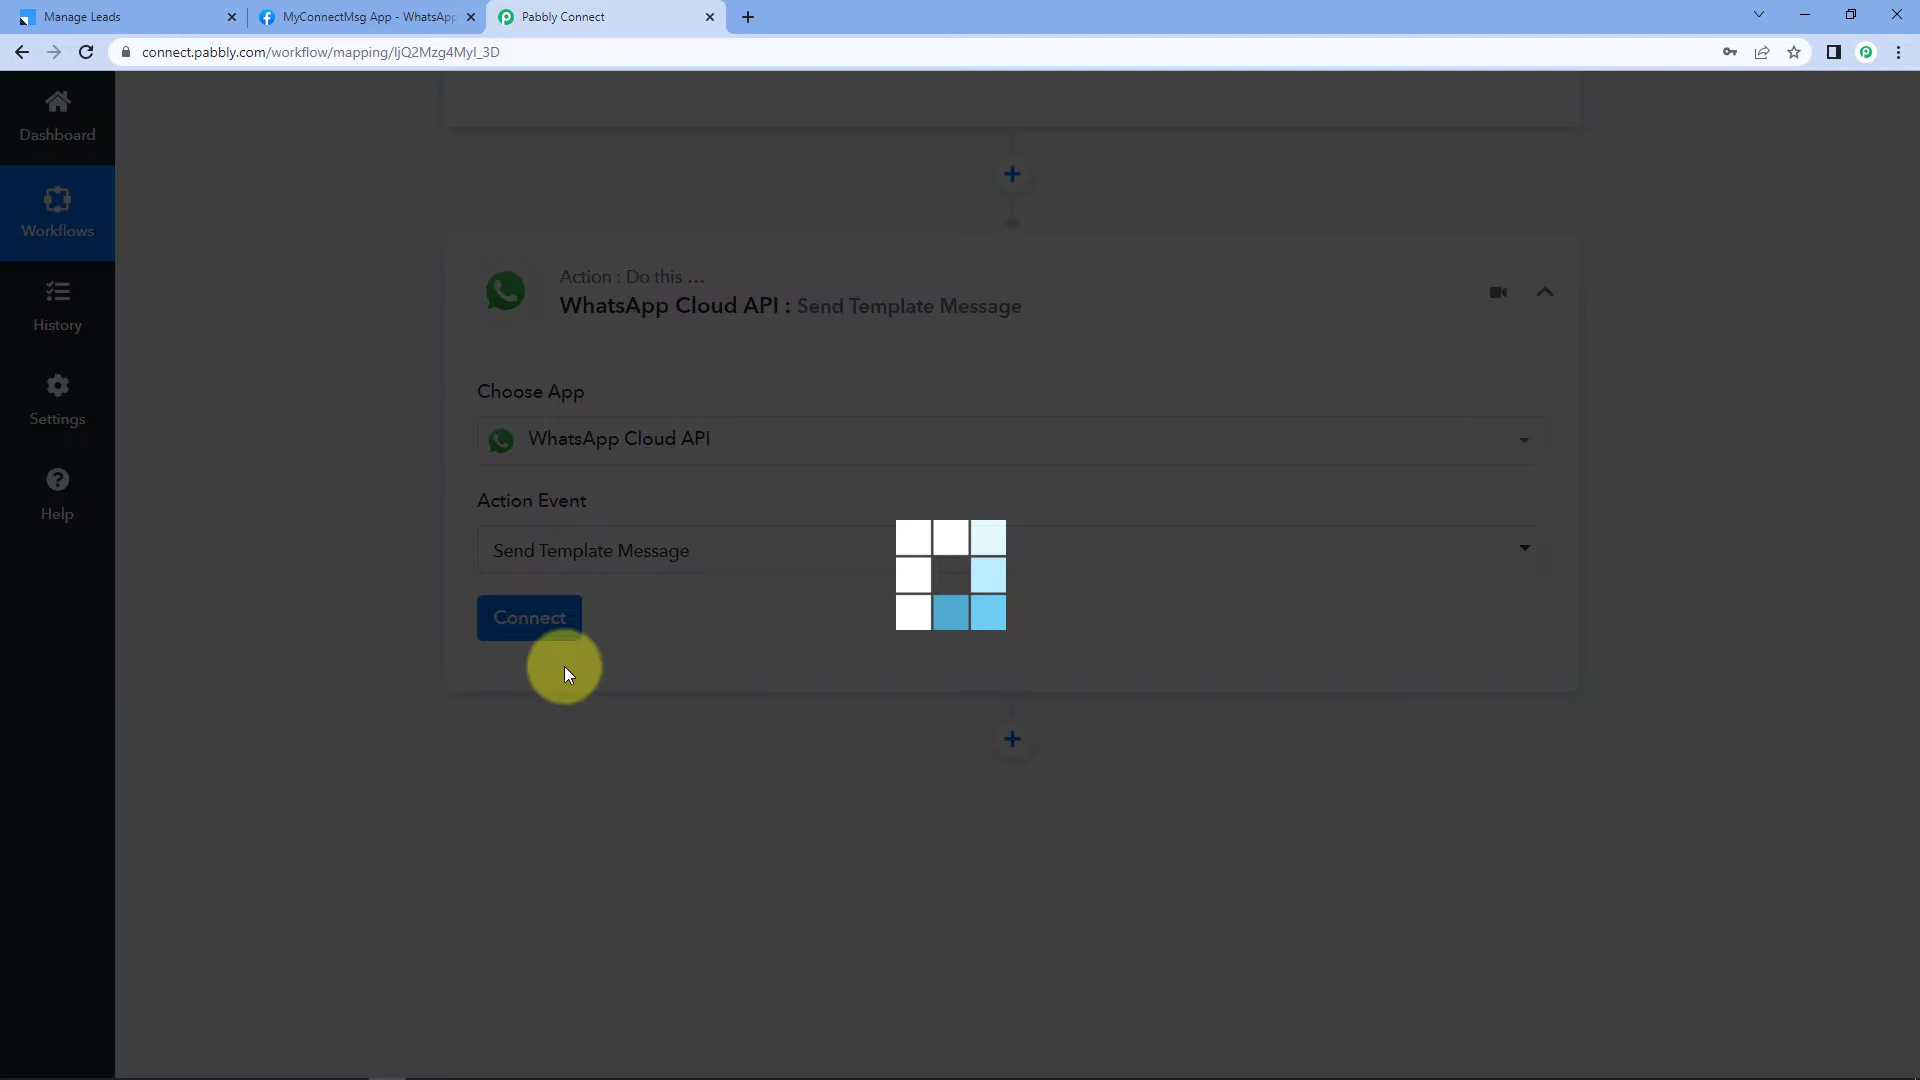 Manage Leads
MyConnectMsg App - WhatsApp
Pabbly Connect
connect.pabbly.com/workflow/mapping/IjQ2Mzg4MyI_3D
Dashboard
Workflows
History
Settings
Help
Action : Do this ...
WhatsApp Cloud API : Send Template Message
Choose App
WhatsApp Cloud API
Action Event
Send Template Message
Connect